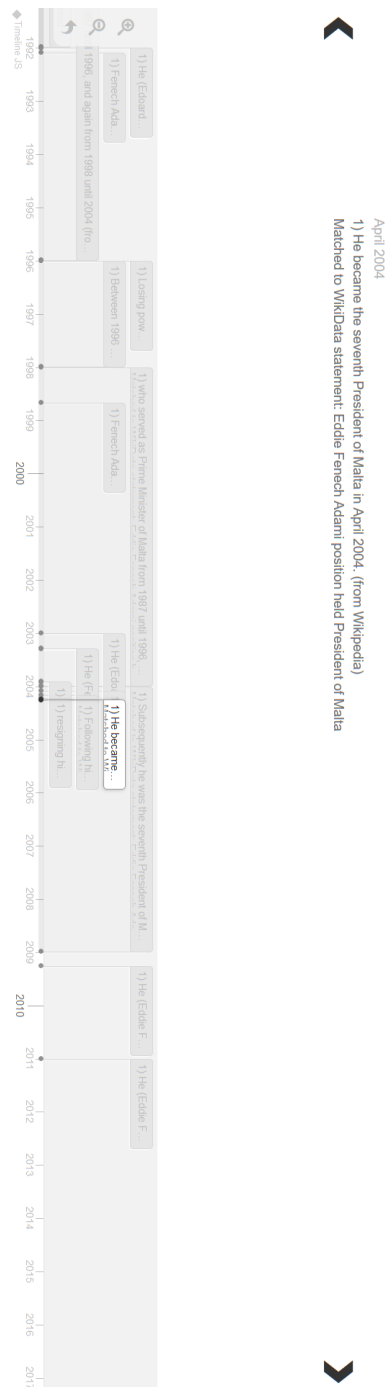 April 2004
1) He became the seventh President of Malta in April 2004. (from Wikipedia)
Matched to WikiData statement: Eddie Fenech Adami position held President of Malta
1) He (Edoard...
1) Losing pow...
1) who served as Prime Minister of Malta from 1987 until 1996,
1) Subsequently he was the seventh President of M
1) He (Eddie F...
1) He (Eddie F...
1) Fenech Ada...
1) Between 1996 ...
1) Fenech Ada...
1) He (Edo
1) He became...
1996, and again from 1998 until 2004 (fro...
1) He (Fe
1) Following hi...
1)
1) resigning hi...
1992
1993
1994
1995
1996
1997
1998
1999
2000
2001
2002
2003
2004
2005
2006
2007
2008
2009
2010
2011
2012
2013
2014
2015
2016
Timeline JS